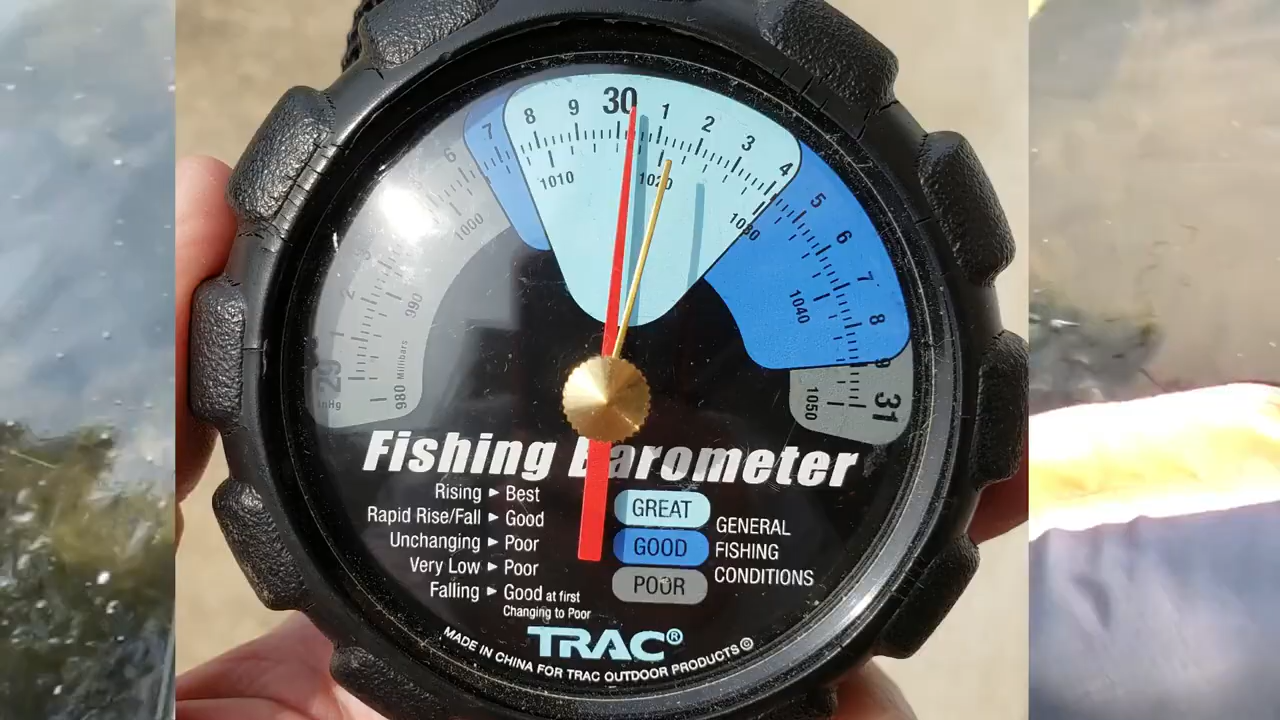 30
9
1
8
2
7
3
6
4
5
1010
1020
1000
1030
6
2
7
990
1040
8
1
29
9
inHg
980 Millibars
1050
31
Fishing Barometer
Rising ► Best
Rapid Rise/Fall ► Good
Unchanging ► Poor
Very Low ► Poor
Falling ► Good at first
Changing to Poor
GREAT
GOOD
POOR
GENERAL
FISHING
CONDITIONS
TRAC®
MADE IN CHINA FOR TRAC OUTDOOR PRODUCTS©